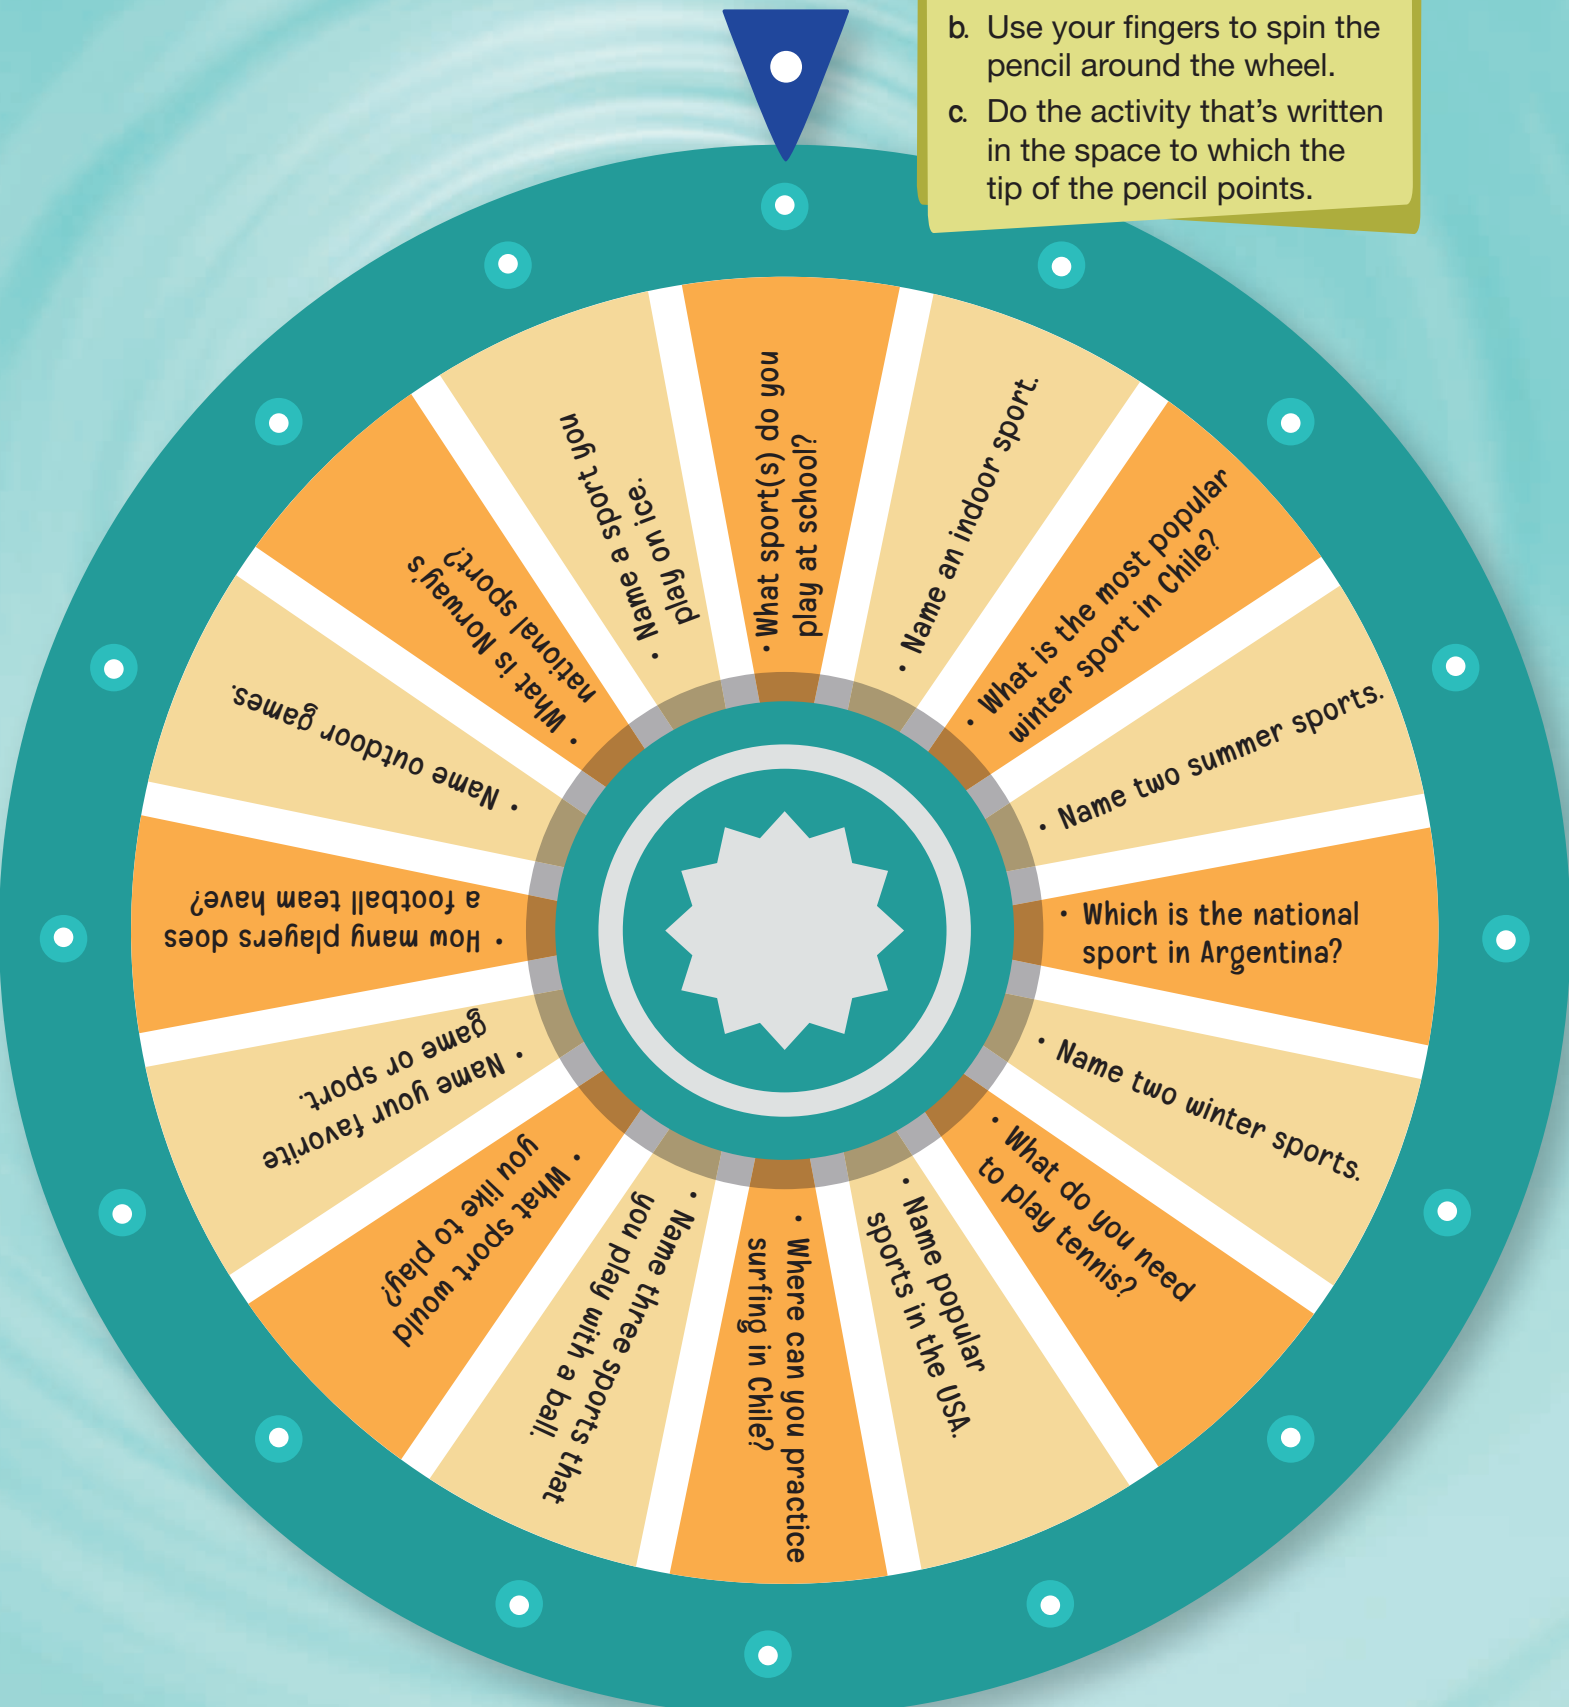 b. Use your fingers to spin the
pencil around the wheel.
c. Do the activity that's written
in the space to which the
tip of the pencil points.
• What sport(s) do you
play at school?
• Name an indoor sport.
• What is the most popular
winter sport in Chile?
• Name two summer sports.
• Which is the national
sport in Argentina?
• Name two winter sports.
• What do you need
to play tennis?
• Name popular
sports in the USA.
• Where can you practice
surfing in Chile?
• Name three sports that
you play with a ball.
• What sport would
you like to play?
• Name your favorite
game or sport.
• How many players does
a football team have?
• Name outdoor games.
• What is Norway's
national sport?
• Name a sport you
play on ice.